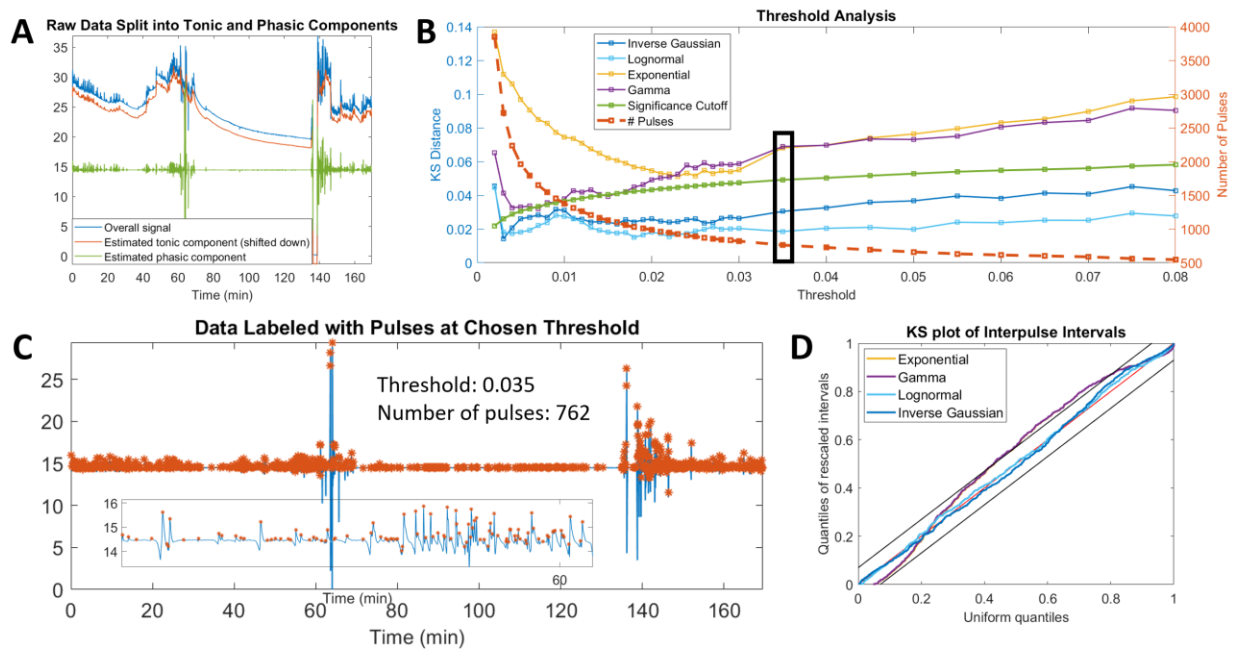 A
Raw Data Split into Tonic and Phasic Components
35
30
25
20
15
10
5
0
Overall signal
Estimated tonic component (shifted down)
Estimated phasic component
0 20 40 60 80 100 120 140 160
Time (min)
B
Threshold Analysis
KS Distance
0.14
0.12
0.1
0.08
0.06
0.04
0.02
0
Inverse Gaussian
Lognormal
Exponential
Gamma
Significance Cutoff
# Pulses
4000
3500
3000
2500
2000
1500
1000
500
Number of Pulses
0 0.01 0.02 0.03 0.04 0.05 0.06 0.07 0.08
Threshold
C
Data Labeled with Pulses at Chosen Threshold
25
20
15
10
5
0
Threshold: 0.035
Number of pulses: 762
16
15
14
60
Time (min)
0 20 40 60 80 100 120 140 160
Time (min)
D
KS plot of Interpulse Intervals
Quantiles of rescaled intervals
1
0.8
0.6
0.4
0.2
0
Exponential
Gamma
Lognormal
Inverse Gaussian
0 0.2 0.4 0.6 0.8 1
Uniform quantiles